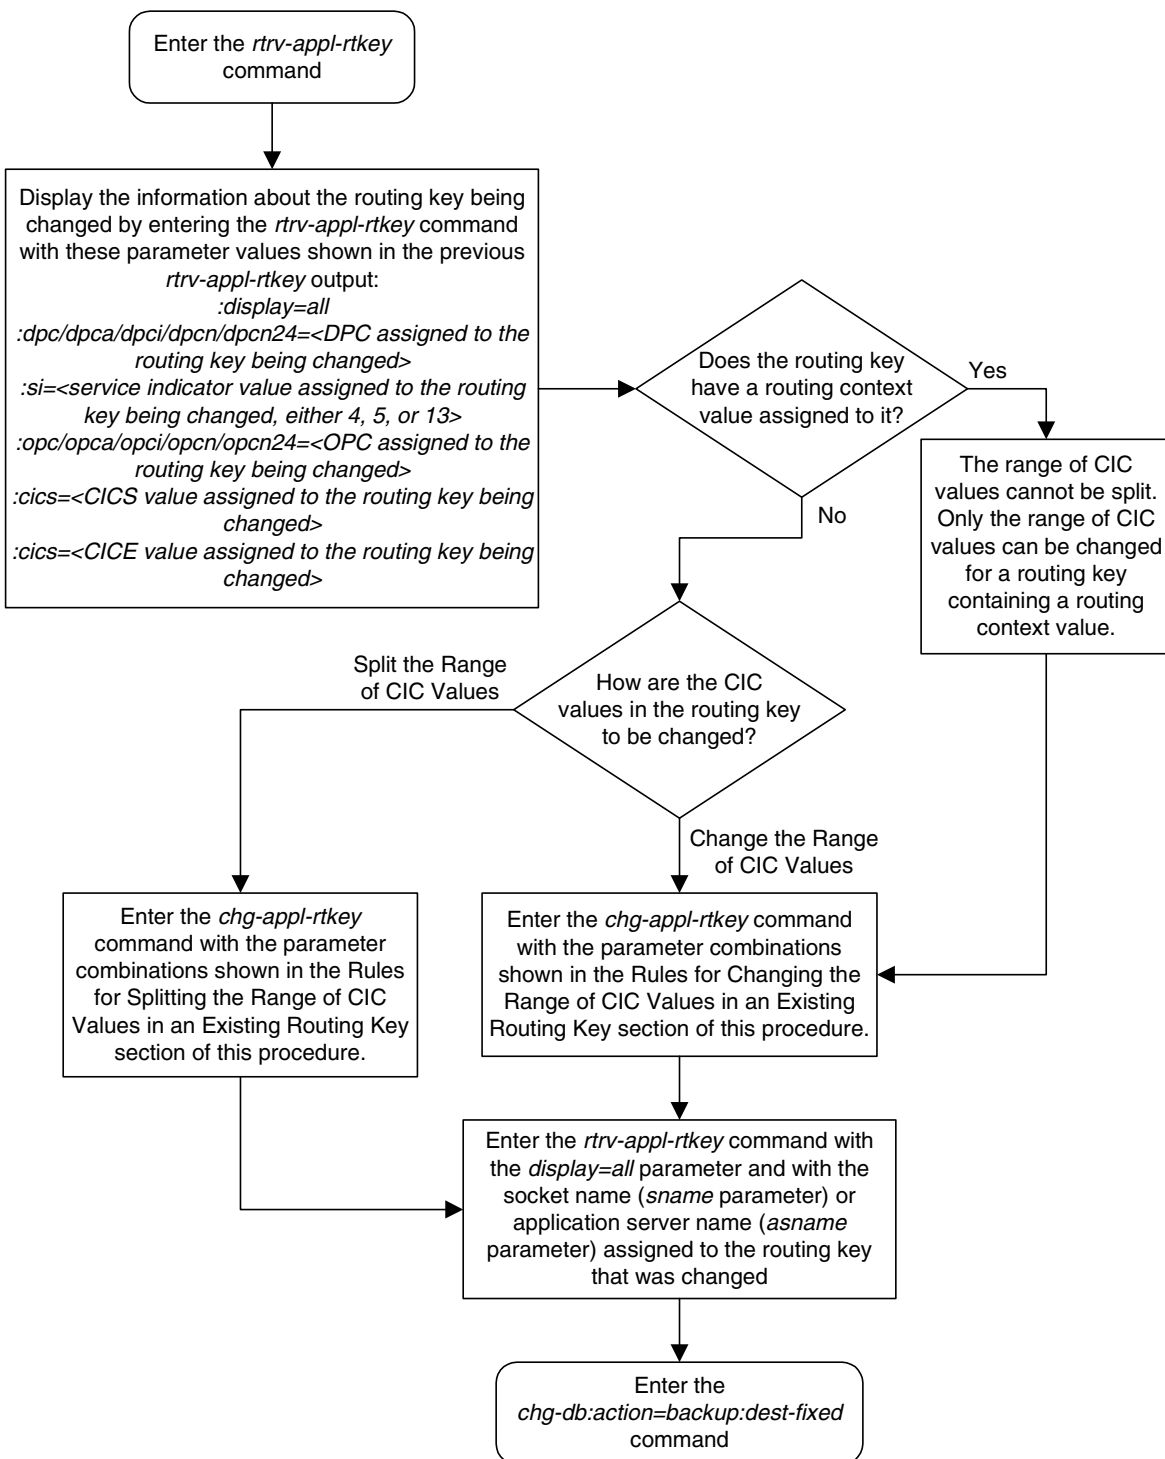 Enter the rtrv-appl-rtkey
command
Display the information about the routing key being
changed by entering the rtrv-appl-rtkey command
with these parameter values shown in the previous
rtrv-appl-rtkey output:
:display=all
:dpc/dpca/dpci/dpcn/dpcn24=<DPC assigned to the
routing key being changed>
:si=<service indicator value assigned to the routing
key being changed, either 4, 5, or 13>
:opc/opca/opci/opcn/opcn24=<OPC assigned to the
routing key being changed>
:cics=<CICS value assigned to the routing key being
changed>
:cics=<CICE value assigned to the routing key being
changed>
Does the routing key
have a routing context
value assigned to it?
Yes
No
The range of CIC
values cannot be split.
Only the range of CIC
values can be changed
for a routing key
containing a routing
context value.
How are the CIC
values in the routing key
to be changed?
Split the Range
of CIC Values
Change the Range
of CIC Values
Enter the chg-appl-rtkey
command with the parameter
combinations shown in the Rules
for Splitting the Range of CIC
Values in an Existing Routing Key
section of this procedure.
Enter the chg-appl-rtkey command
with the parameter combinations
shown in the Rules for Changing the
Range of CIC Values in an Existing
Routing Key section of this procedure.
Enter the rtrv-appl-rtkey command with
the display=all parameter and with the
socket name (sname parameter) or
application server name (asname
parameter) assigned to the routing key
that was changed
Enter the
chg-db:action=backup:dest-fixed
command